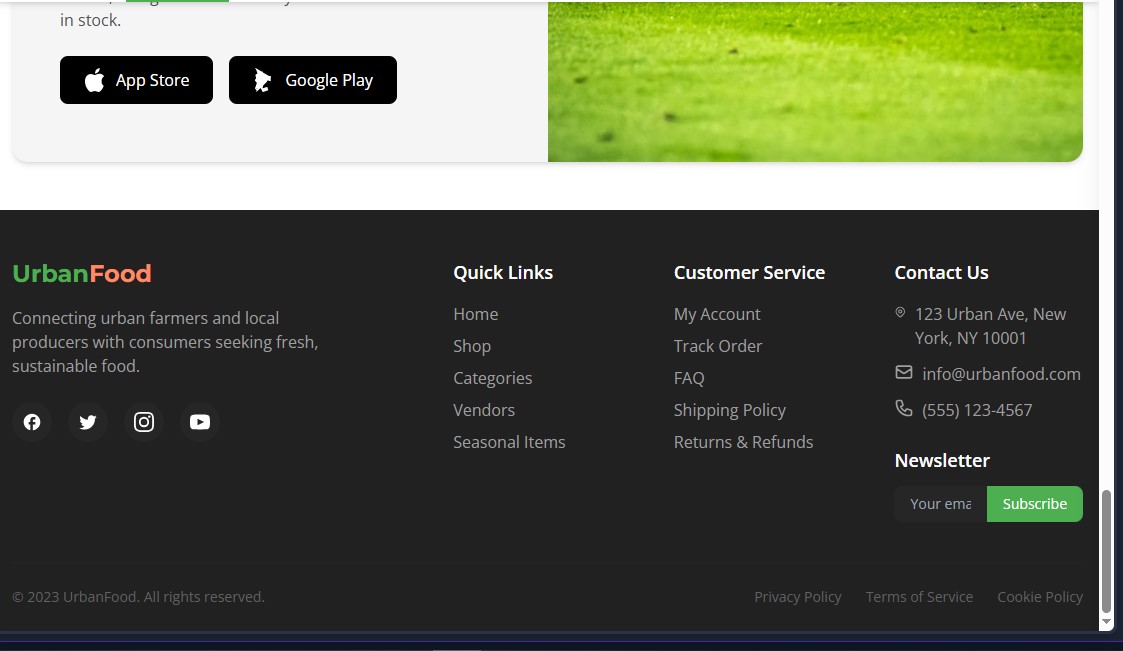 in stock.
App Store
Google Play
UrbanFood
Connecting urban farmers and local
producers with consumers seeking fresh,
sustainable food.
Quick Links
Home
Shop
Categories
Vendors
Seasonal Items
Customer Service
My Account
Track Order
FAQ
Shipping Policy
Returns & Refunds
Contact Us
123 Urban Ave, New
York, NY 10001
info@urbanfood.com
(555) 123-4567
Newsletter
Your ema
Subscribe
© 2023 UrbanFood. All rights reserved.
Privacy Policy
Terms of Service
Cookie Policy